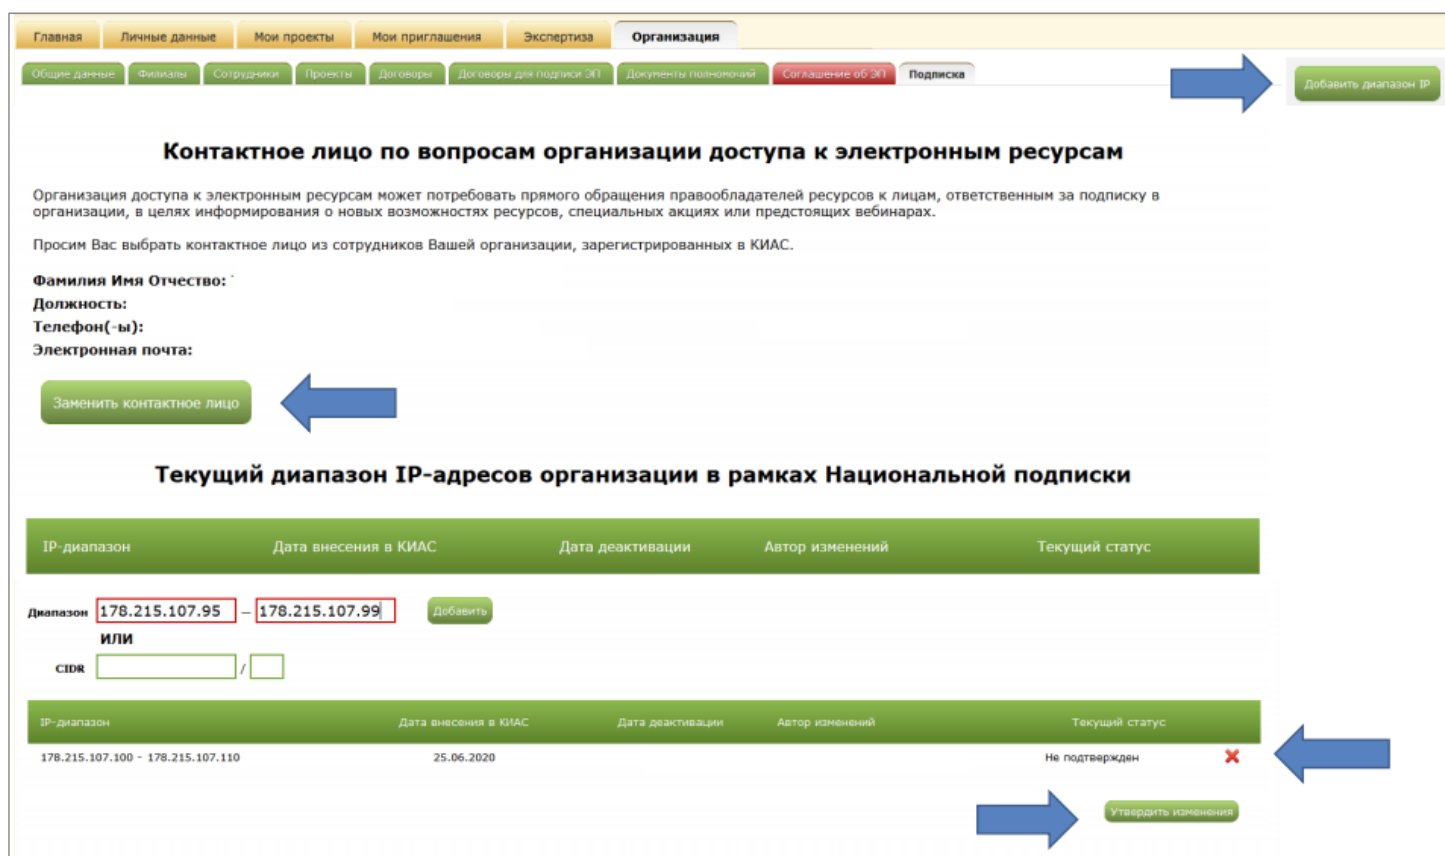 Главная Личные данные Мои проекты Мои приглашения Экспертиза Организация
Общие данные Филиалы Сотрудники Проекты Договоры Договоры для подписи ЭП Документы полномочий Соглашение об ЭП Подписка
Добавить диапазон IP
Контактное лицо по вопросам организации доступа к электронным ресурсам
Организация доступа к электронным ресурсам может потребовать прямого обращения правообладателей ресурсов к лицам, ответственным за подписку в
организации, в целях информирования о новых возможностях ресурсов, специальных акциях или предстоящих вебинарах.
Просим Вас выбрать контактное лицо из сотрудников Вашей организации, зарегистрированных в КИАС.
Фамилия Имя Отчество:
Должность:
Телефон(-ы):
Электронная почта:
Заменить контактное лицо
Текущий диапазон IP-адресов организации в рамках Национальной подписки
IP-диапазон Дата внесения в КИАС Дата деактивации Автор изменений Текущий статус
Диапазон 178.215.107.95 – 178.215.107.99 Добавить
ИЛИ
CIDR /
IP-диапазон Дата внесения в КИАС Дата деактивации Автор изменений Текущий статус
178.215.107.100 - 178.215.107.110 25.06.2020 Не подтвержден
Утвердить изменения